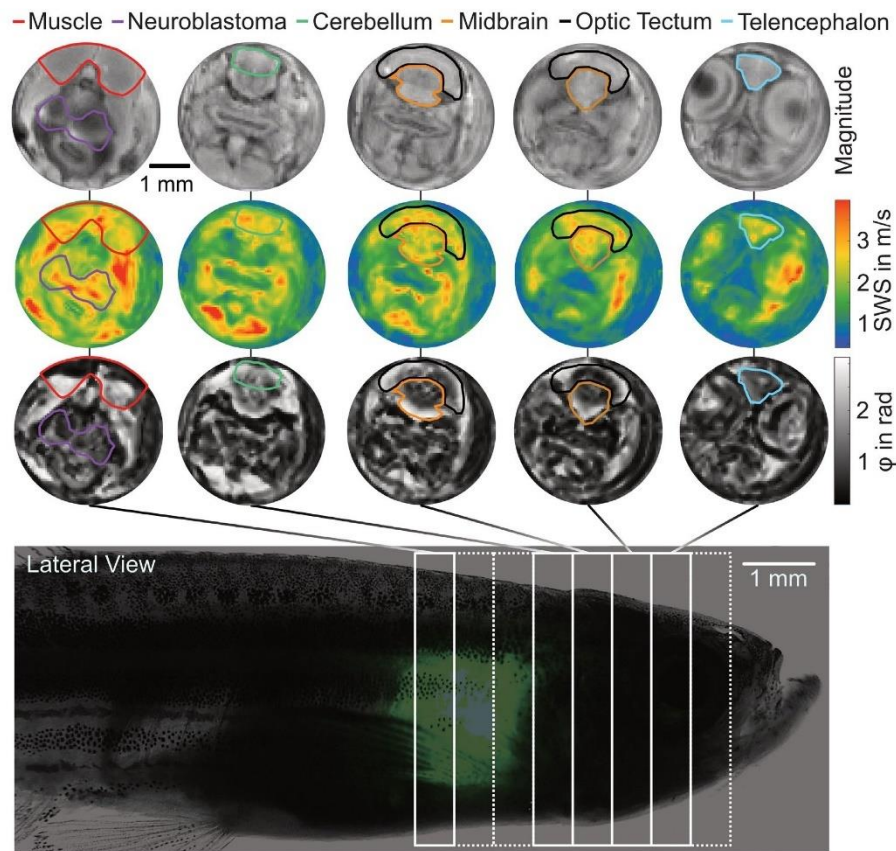 Muscle Neuroblastoma Cerebellum Midbrain Optic Tectum Telencephalon
Magnitude
1 mm
3
2
1
SWS in m/s
2
1
φ in rad
Lateral View
1 mm